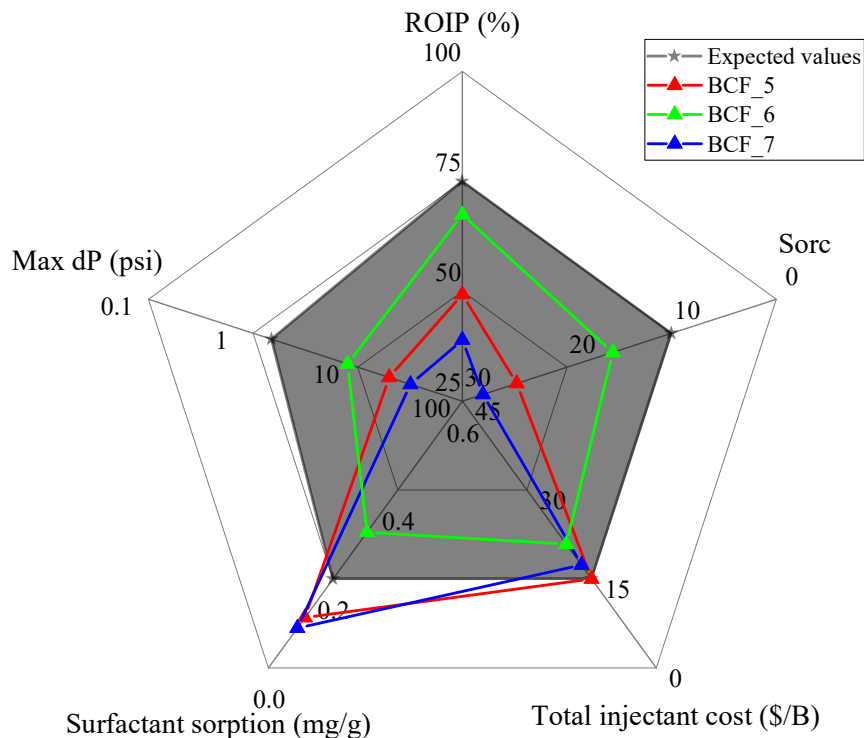 ROIP (%)
100
Expected values
BCF_5
BCF_6
BCF_7
75
Sorc
0
Max dP (psi)
0.1
50
10
1
20
10
25
30
100
45
0.6
30
0.4
15
0.2
0
0.0
Surfactant sorption (mg/g)
Total injectant cost ($/B)